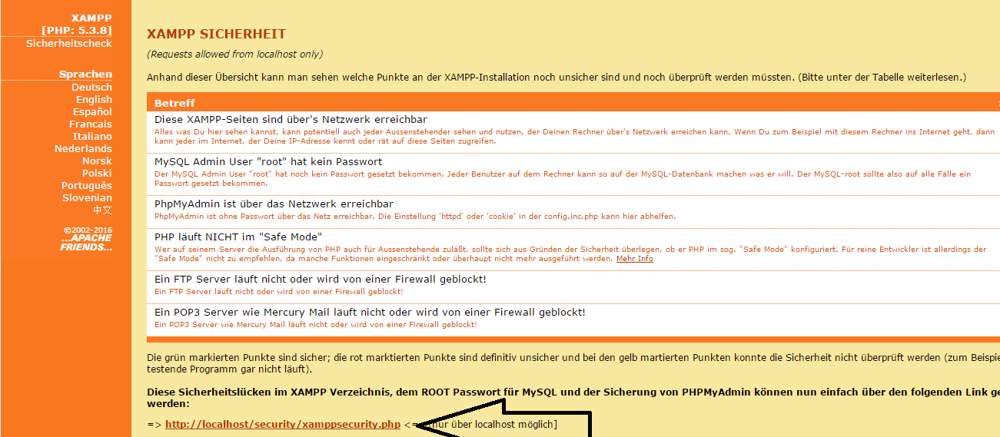 XAMPP
[PHP: 5.3.8]
Sicherheitscheck
Sprachen
Deutsch
English
Español
Francais
Italiano
Nederlands
Norsk
Polski
Português
Slovenian
中文
©2002-2016
...APACHE
FRIENDS...
XAMPP SICHERHEIT
(Requests allowed from localhost only)
Anhand dieser Übersicht kann man sehen welche Punkte an der XAMPP-Installation noch unsicher sind und noch überprüft werden müssten. (Bitte unter der Tabelle weiterlesen.)
Betreff
Diese XAMPP-Seiten sind über's Netzwerk erreichbar
Alles was Du hier sehen kannst, kann potentiell auch jeder Aussenstehender sehen und nutzen, der Deinen Rechner über's Netzwerk erreichen kann. Wenn Du zum Beispiel mit diesem Rechner ins Internet geht, dann
kann jeder im Internet, der Deine IP-Adresse kennt oder rät auf diese Seiten zugreifen.
MySQL Admin User "root" hat kein Passwort
Der MySQL Admin User "root" hat noch kein Passwort gesetzt bekommen. Jeder Benutzer auf dem Rechner kann so auf der MySQL-Datenbank machen was er will. Der MySQL-root sollte also auf alle Fälle ein
Passwort gesetzt bekommen.
PhpMyAdmin ist über das Netzwerk erreichbar
PhpMyAdmin ist ohne Passwort über das Netz erreichbar. Die Einstellung 'httpd' oder 'cookie' in der config.inc.php kann hier abhelfen.
PHP läuft NICHT im "Safe Mode"
Wer auf seinem Server die Ausführung von PHP auch für Aussenstehende zuläßt, sollte sich aus Gründen der Sicherheit überlegen, ob er PHP im sog. "Safe Mode" konfiguriert. Für reine Entwickler ist allerdings der
"Safe Mode" nicht zu empfehlen, da manche Funktionen eingeschränkt oder überhaupt nicht mehr ausgeführt werden. Mehr Info
Ein FTP Server läuft nicht oder wird von einer Firewall geblockt!
Ein FTP Server läuft nicht oder wird von einer Firewall geblockt!
Ein POP3 Server wie Mercury Mail läuft nicht oder wird von einer Firewall geblockt!
Ein POP3 Server wie Mercury Mail läuft nicht oder wird von einer Firewall geblockt!
Die grün markierten Punkte sind sicher; die rot marktierten Punkte sind definitiv unsicher und bei den gelb martierten Punkten konnte die Sicherheit nicht überprüft werden (zum
testende Programm gar nicht läuft).
Diese Sicherheitslücken im XAMPP Verzeichnis, dem ROOT Passwort für MySQL und der Sicherung von PHPMyAdmin können nun einfach über den folgenden Link
werden:
=> http://localhost/security/xamppsecurity.php <= nur über localhost möglich]